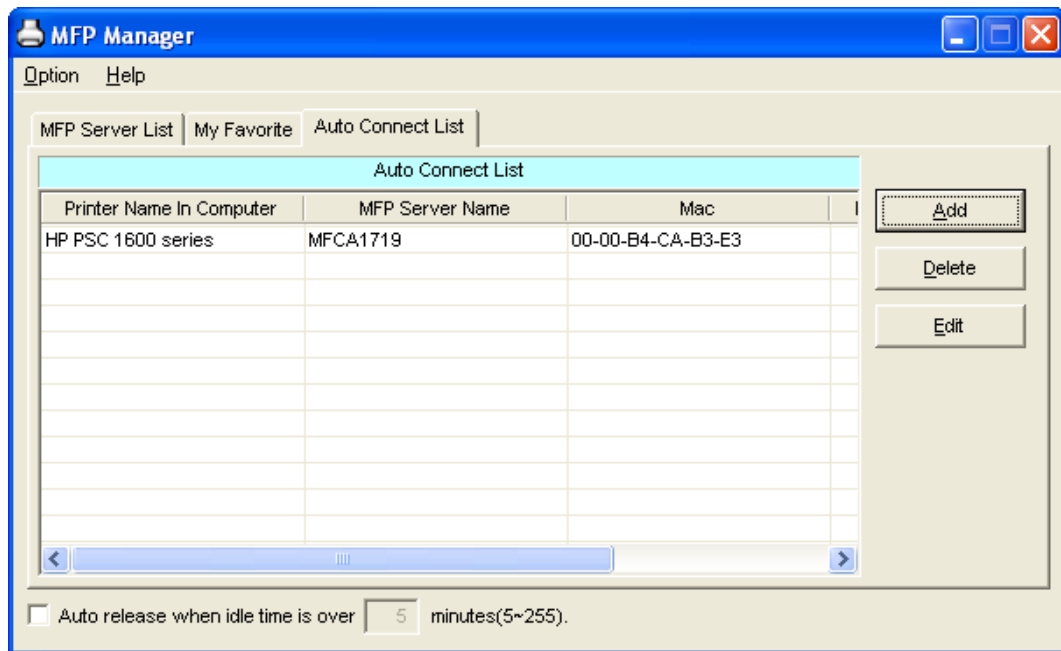 MFP Manager
Option Help
MFP Server List My Favorite Auto Connect List
Auto Connect List
Printer Name In Computer MFP Server Name Mac
HP PSC 1600 series MFCA1719 00-00-B4-CA-B3-E3
Add
Delete
Edit
Auto release when idle time is over 5 minutes(5~255).